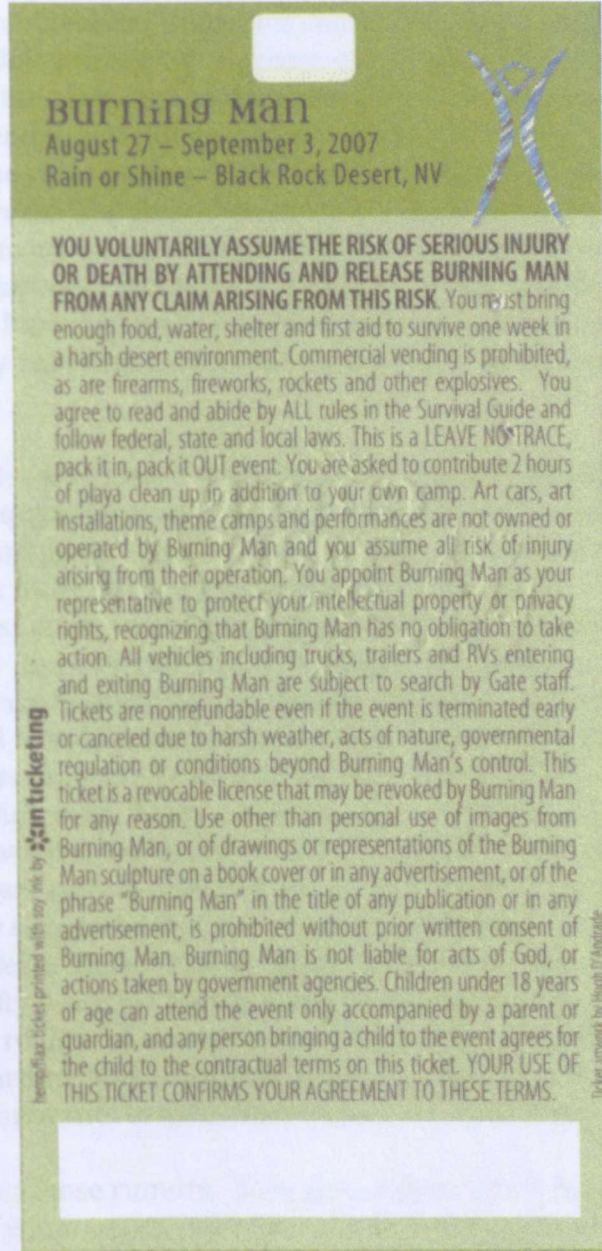 Burning Man
August 27 – September 3, 2007
Rain or Shine – Black Rock Desert, NV
YOU VOLUNTARILY ASSUME THE RISK OF SERIOUS INJURY
OR DEATH BY ATTENDING AND RELEASE BURNING MAN
FROM ANY CLAIM ARISING FROM THIS RISK. You must bring
enough food, water, shelter and first aid to survive one week in
a harsh desert environment. Commercial vending is prohibited,
as are firearms, fireworks, rockets and other explosives. You
agree to read and abide by ALL rules in the Survival Guide and
follow federal, state and local laws. This is a LEAVE NO TRACE,
pack it in, pack it OUT event. You are asked to contribute 2 hours
of playa clean up in addition to your own camp. Art cars, art
installations, theme camps and performances are not owned or
operated by Burning Man and you assume all risk of injury
arising from their operation. You appoint Burning Man as your
representative to protect your intellectual property or privacy
rights, recognizing that Burning Man has no obligation to take
action. All vehicles including trucks, trailers and RVs entering
and exiting Burning Man are subject to search by Gate staff.
Tickets are nonrefundable even if the event is terminated early
or canceled due to harsh weather, acts of nature, governmental
regulation or conditions beyond Burning Man's control. This
ticket is a revocable license that may be revoked by Burning Man
for any reason. Use other than personal use of images from
Burning Man, or of drawings or representations of the Burning
Man sculpture on a book cover or in any advertisement, or of the
phrase "Burning Man" in the title of any publication or in any
advertisement, is prohibited without prior written consent of
Burning Man. Burning Man is not liable for acts of God, or
actions taken by government agencies. Children under 18 years
of age can attend the event only accompanied by a parent or
guardian, and any person bringing a child to the event agrees for
the child to the contractual terms on this ticket. YOUR USE OF
THIS TICKET CONFIRMS YOUR AGREEMENT TO THESE TERMS.
hemp/flax ticket printed with soy ink by in ticketing
Ticket artwork by Hugh D'Andrade